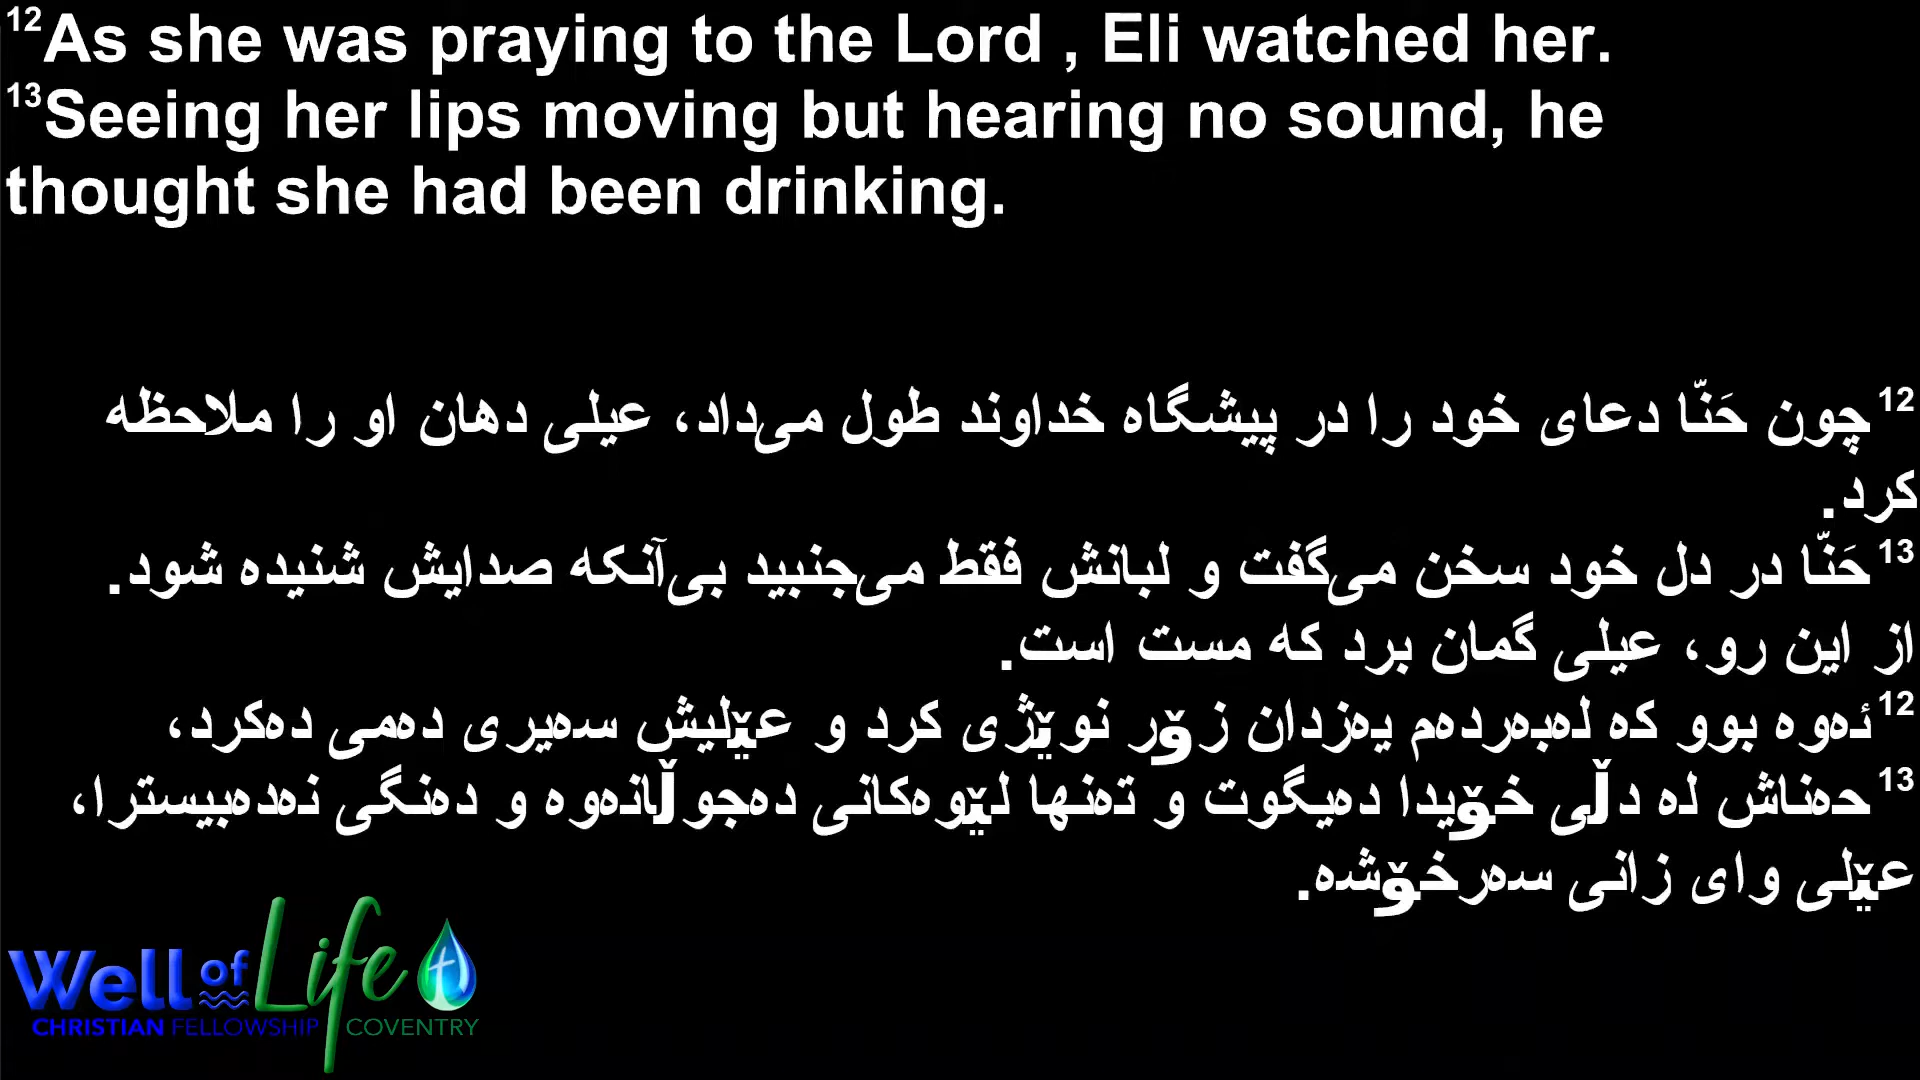 12As she was praying to the Lord , Eli watched her.
13Seeing her lips moving but hearing no sound, he
thought she had been drinking.
12چون حَنّا دعای خود را در پیشگاه خداوند طول می‌داد، عیلی دهان او را ملاحظه
کرد.
13حَنّا در دل خود سخن می‌گفت و لبانش فقط می‌جنبید بی‌آنکه صدایش شنیده شود.
از این رو، عیلی گمان برد که مست است.
12ئەوە بوو کە لەبەردەم یەزدان زۆر نوێژی کرد و عێلیش سەیری دەمی دەکرد،
13حەناش لە دڵی خۆیدا دەیگوت و تەنها لێوەکانی دەجوڵانەوە و دەنگی نەدەبیسترا،
عێلی وای زانی سەرخۆشە.
Well of Life
CHRISTIAN FELLOWSHIP COVENTRY